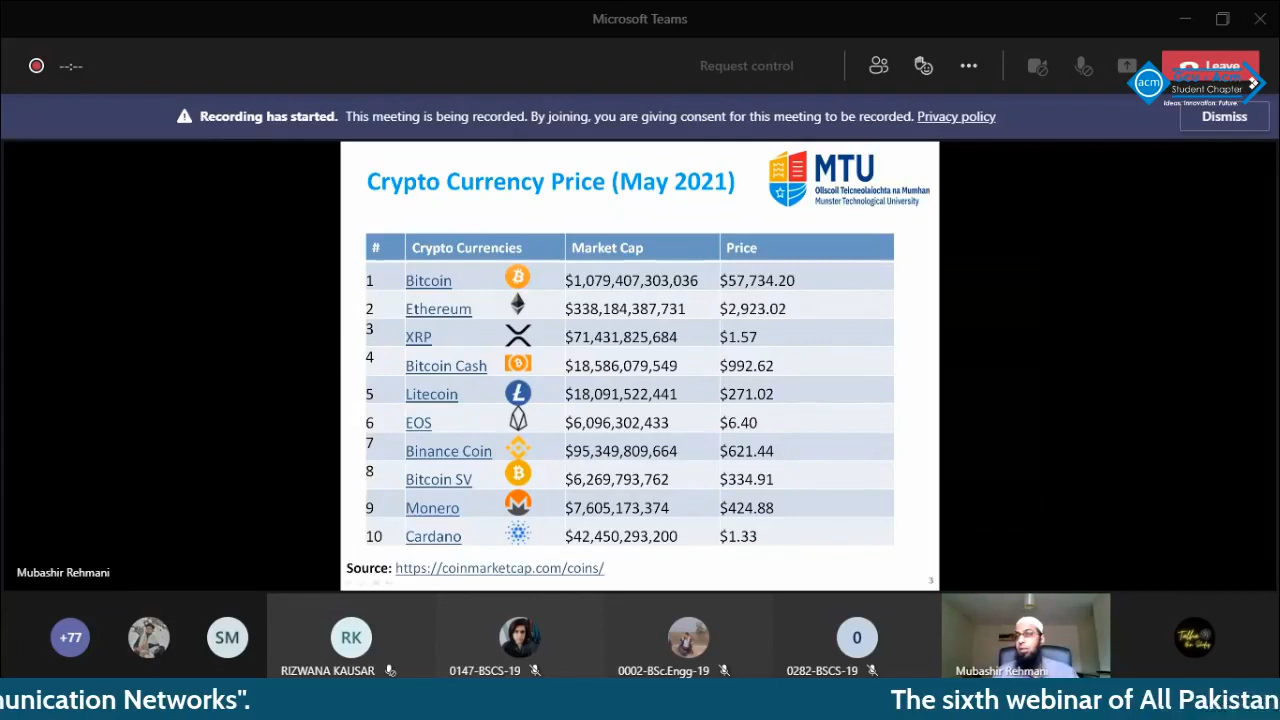 Microsoft Teams
--:--
Request control
Leave
acm
GCU - ACM
Student Chapter
Ideas. Innovation. Future.
Recording has started. This meeting is being recorded. By joining, you are giving consent for this meeting to be recorded. Privacy policy
Dismiss
Crypto Currency Price (May 2021)
MTU
Ollscoil Teicneolaíochta na Mumhan
Munster Technological University
# Crypto Currencies Market Cap Price
1 Bitcoin $1,079,407,303,036 $57,734.20
2 Ethereum $338,184,387,731 $2,923.02
3 XRP $71,431,825,684 $1.57
4 Bitcoin Cash $18,586,079,549 $992.62
5 Litecoin $18,091,522,441 $271.02
6 EOS $6,096,302,433 $6.40
7 Binance Coin $95,349,809,664 $621.44
8 Bitcoin SV $6,269,793,762 $334.91
9 Monero $7,605,173,374 $424.88
10 Cardano $42,450,293,200 $1.33
Source: https://coinmarketcap.com/coins/
3
Mubashir Rehmani
+77
SM
RK
RIZWANA KAUSAR
0147-BSCS-19
0002-BSc.Engg-19
0
0282-BSCS-19
Mubashir Rehmani
munication Networks".
The sixth webinar of All Pakistan